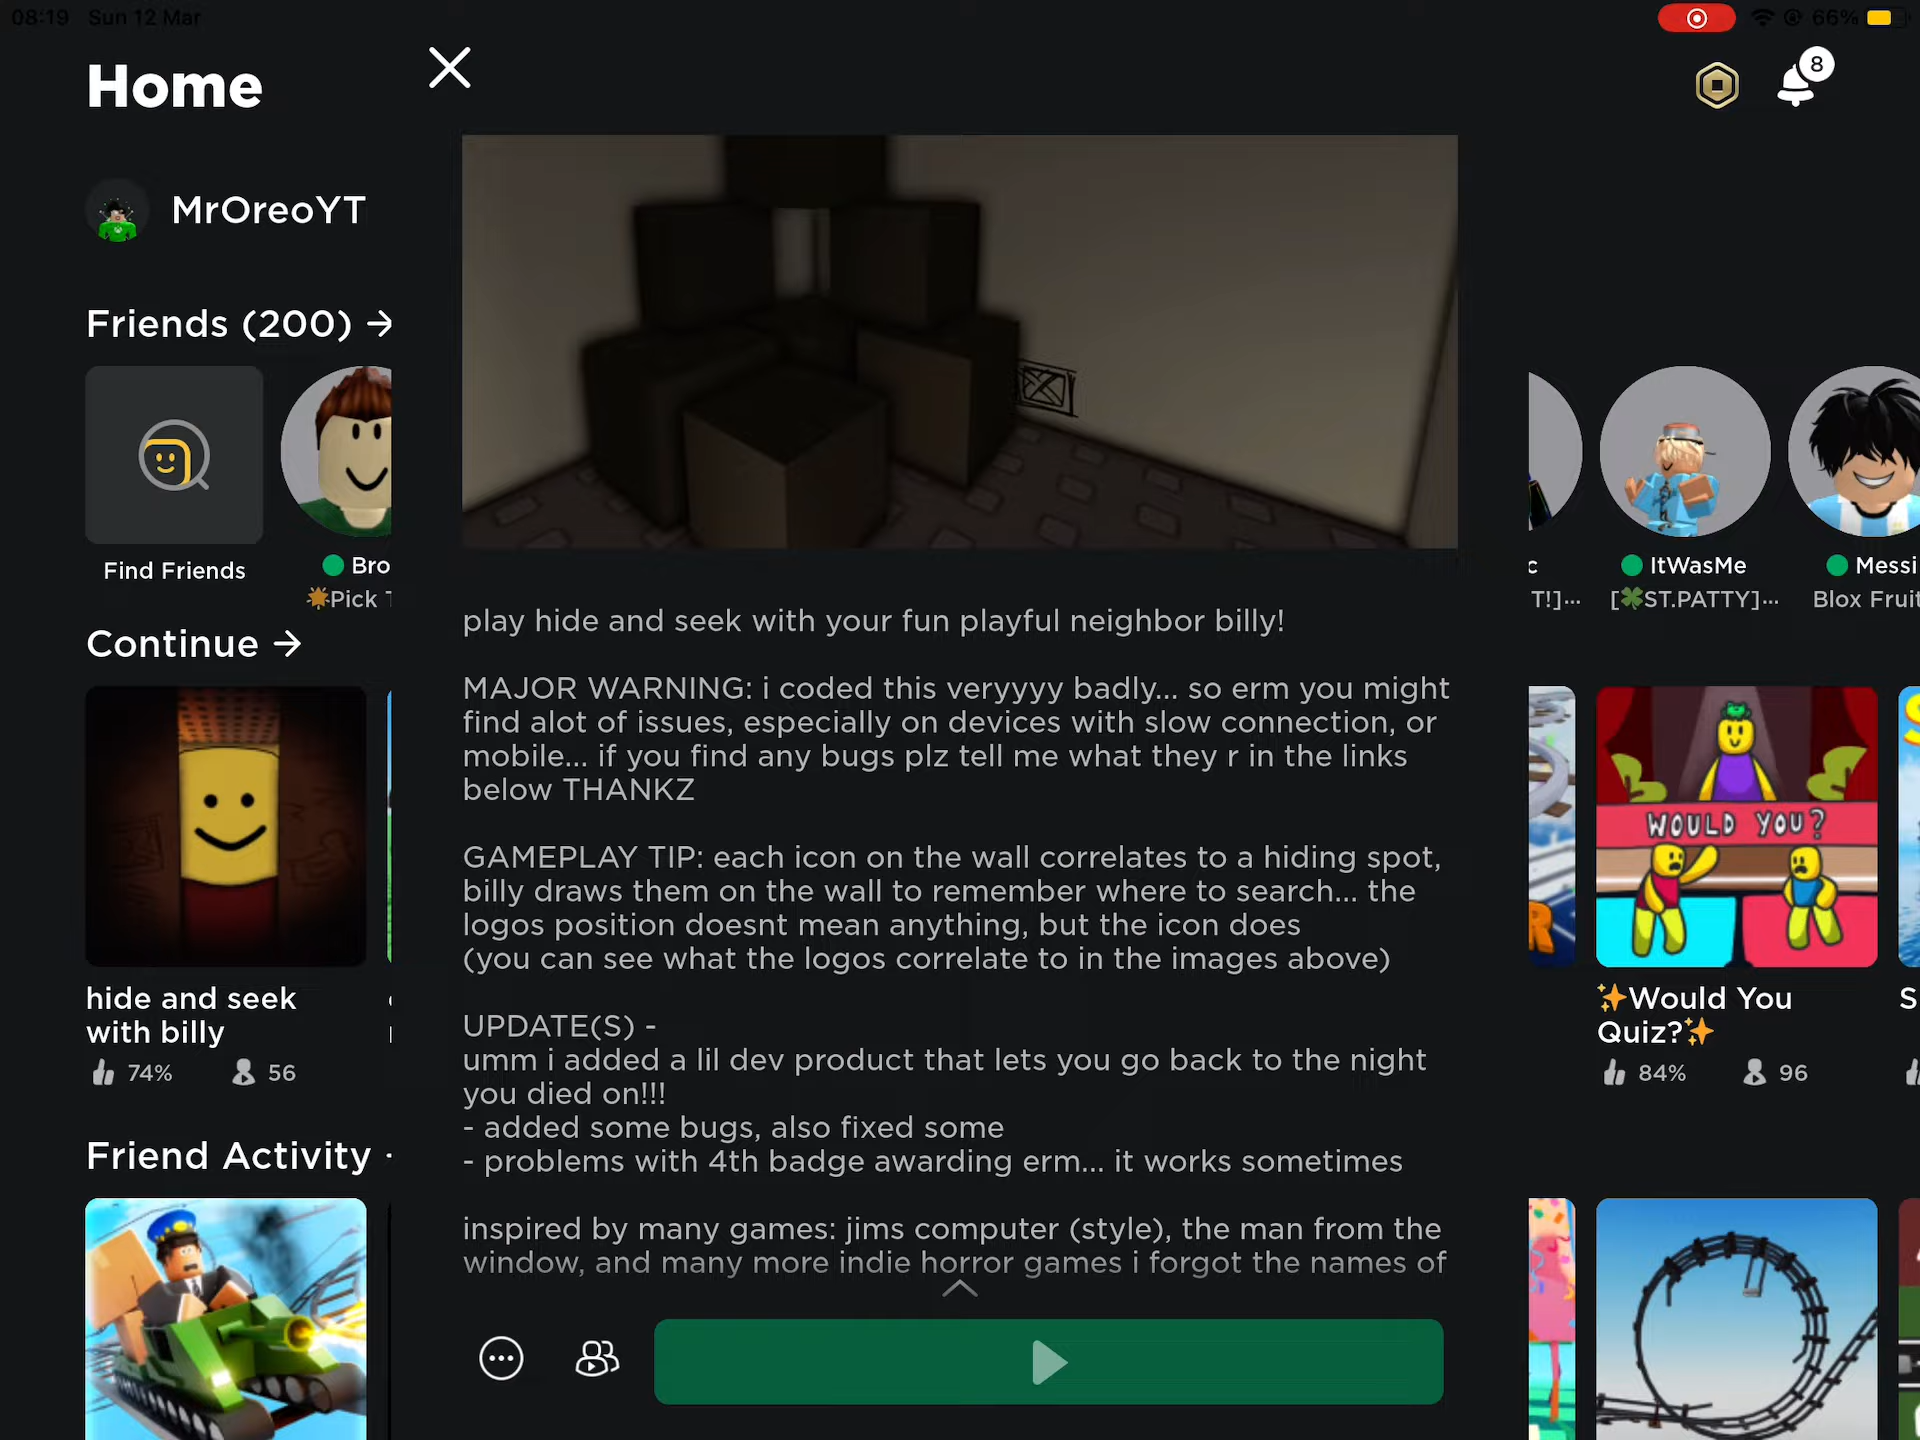 08:19 Sun 12 Mar
66%
Home
8
MrOreoYT
Friends (200) →
Find Friends
Bro
Pick
ItWasMe
T!]...
[🍀ST.PATTY]...
Messi
Blox Fruit
Continue →
hide and seek
with billy
74% 56
Friend Activity
play hide and seek with your fun playful neighbor billy!
MAJOR WARNING: i coded this veryyyy badly... so erm you might
find alot of issues, especially on devices with slow connection, or
mobile... if you find any bugs plz tell me what they r in the links
below THANKZ
GAMEPLAY TIP: each icon on the wall correlates to a hiding spot,
billy draws them on the wall to remember where to search... the
logos position doesnt mean anything, but the icon does
(you can see what the logos correlate to in the images above)
UPDATE(S) -
umm i added a lil dev product that lets you go back to the night
you died on!!!
- added some bugs, also fixed some
- problems with 4th badge awarding erm... it works sometimes
inspired by many games: jims computer (style), the man from the
window, and many more indie horror games i forgot the names of
WOULD YOU?
✨Would You
Quiz?✨
84% 96